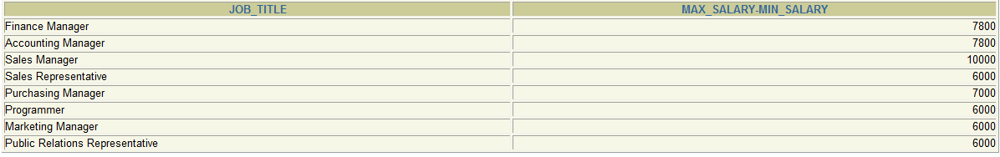 JOB_TITLE MAX_SALARY-MIN_SALARY
Finance Manager 7800
Accounting Manager 7800
Sales Manager 10000
Sales Representative 6000
Purchasing Manager 7000
Programmer 6000
Marketing Manager 6000
Public Relations Representative 6000